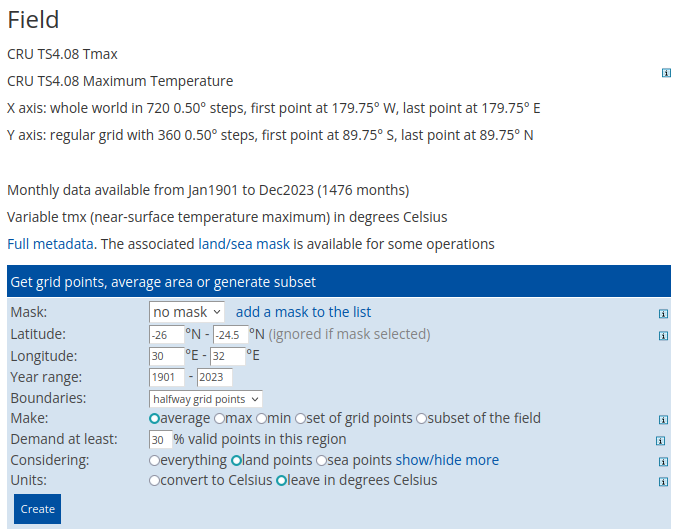 Field
CRU TS4.08 Tmax
CRU TS4.08 Maximum Temperature
X axis: whole world in 720 0.50° steps, first point at 179.75° W, last point at 179.75° E
Y axis: regular grid with 360 0.50° steps, first point at 89.75° S, last point at 89.75° N
Monthly data available from Jan1901 to Dec2023 (1476 months)
Variable tmx (near-surface temperature maximum) in degrees Celsius
Full metadata. The associated land/sea mask is available for some operations
Get grid points, average area or generate subset
Mask: no mask add a mask to the list
Latitude: -26 °N - -24.5 °N (ignored if mask selected)
Longitude: 30 °E - 32 °E
Year range: 1901 - 2023
Boundaries: halfway grid points
Make: average max min set of grid points subset of the field
Demand at least: 30 % valid points in this region
Considering: everything land points sea points show/hide more
Units: convert to Celsius leave in degrees Celsius
Create